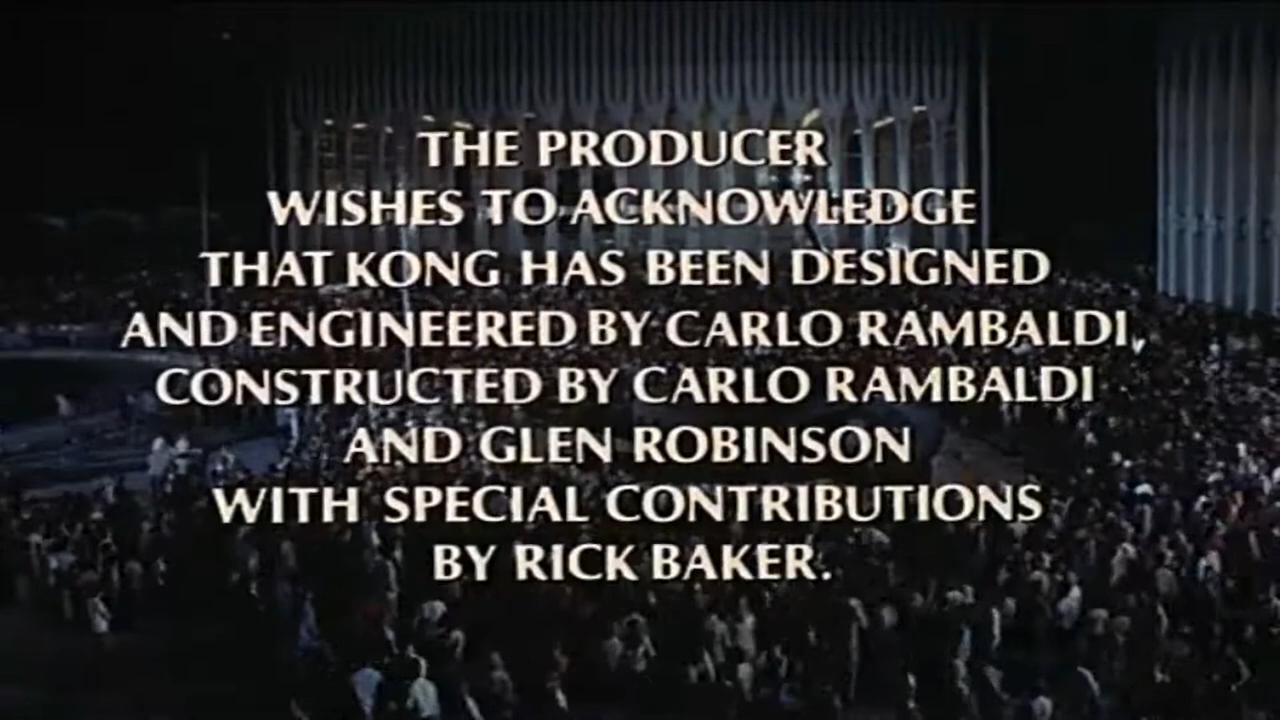 THE PRODUCER
WISHES TO ACKNOWLEDGE
THAT KONG HAS BEEN DESIGNED
AND ENGINEERED BY CARLO RAMBALDI,
CONSTRUCTED BY CARLO RAMBALDI
AND GLEN ROBINSON
WITH SPECIAL CONTRIBUTIONS
BY RICK BAKER.